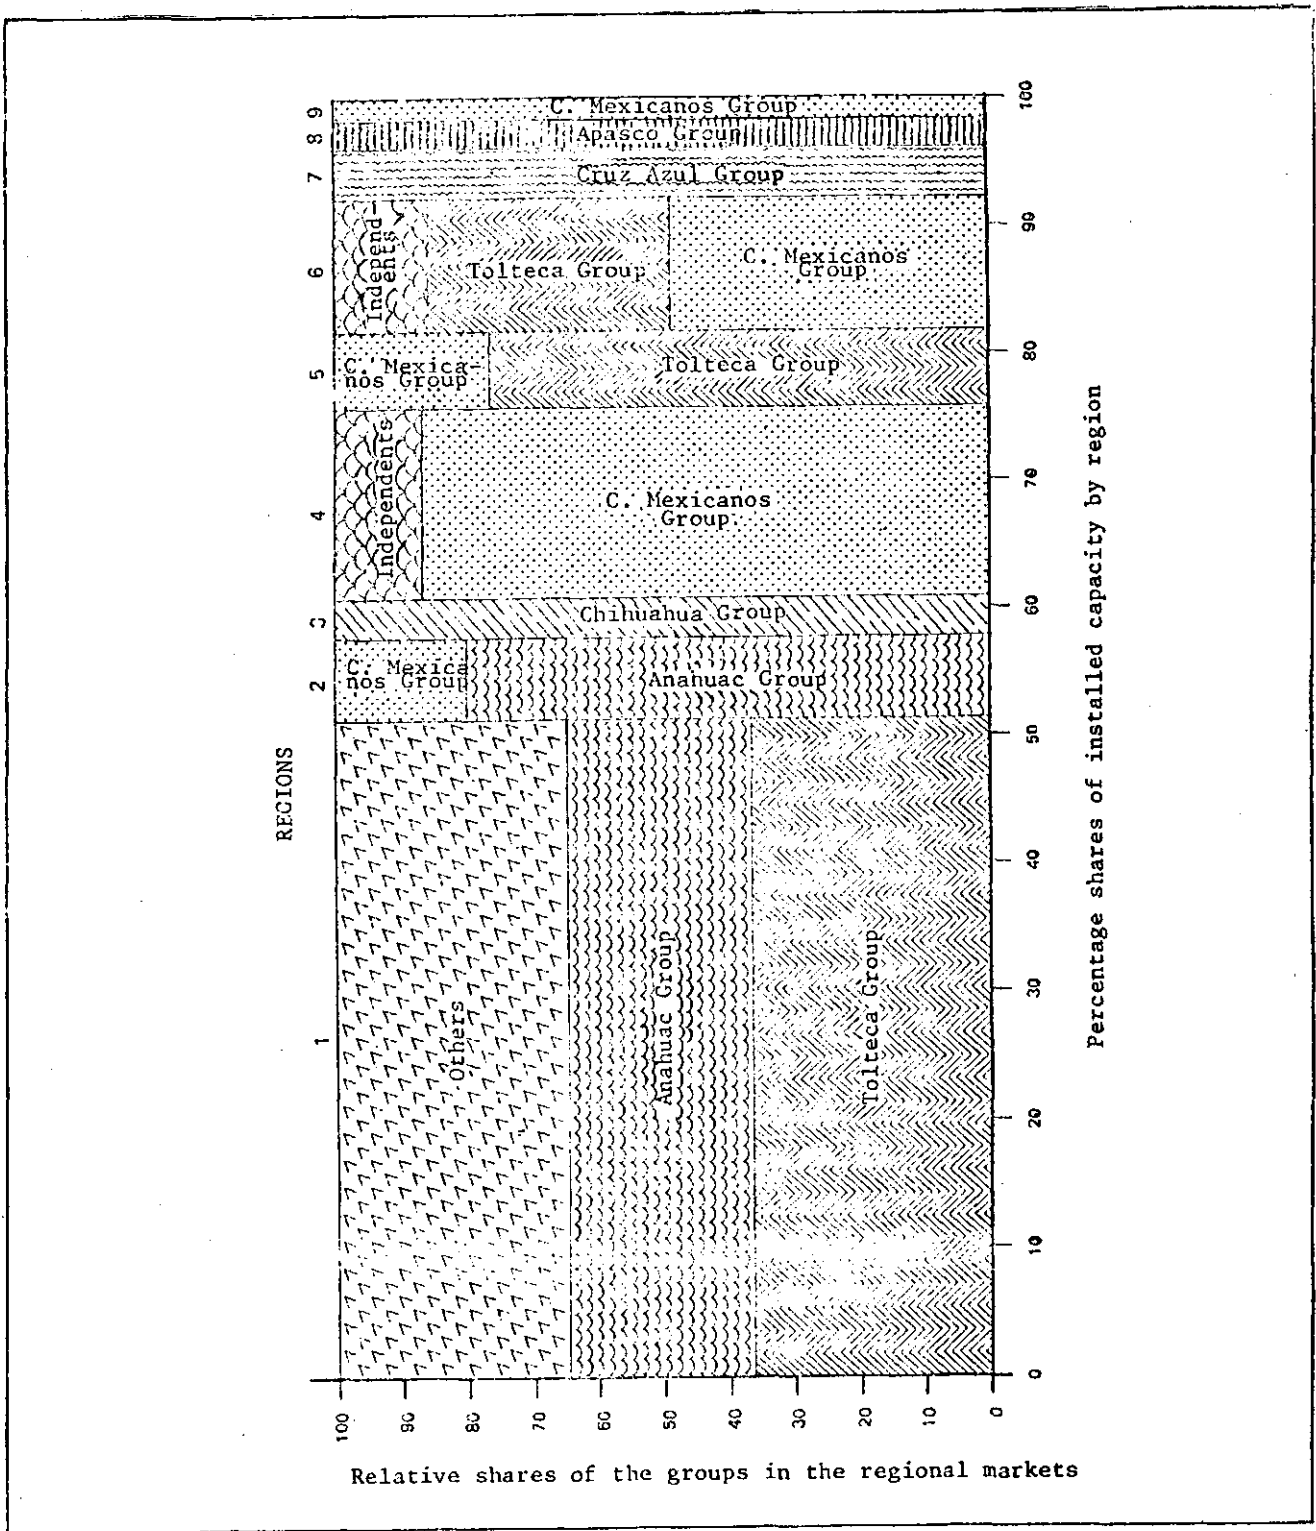 REGIONS
1
2
3
4
5
6
7
8
9
C. Mexicanos Group
Apasco Group
Cruz Azul Group
Independ-
ents
Tolteca Group
C. Mexicanos
Group
C. Mexica-
nos Group
Tolteca Group
Independents
C. Mexicanos
Group
Chihuahua Group
C. Mexica
nos Group
Anahuac Group
Others
Anahuac Group
Tolteca Group
100
99
80
70
60
50
40
30
20
10
0
Percentage shares of installed capacity by region
100
90
80
70
60
50
40
30
20
10
0
Relative shares of the groups in the regional markets